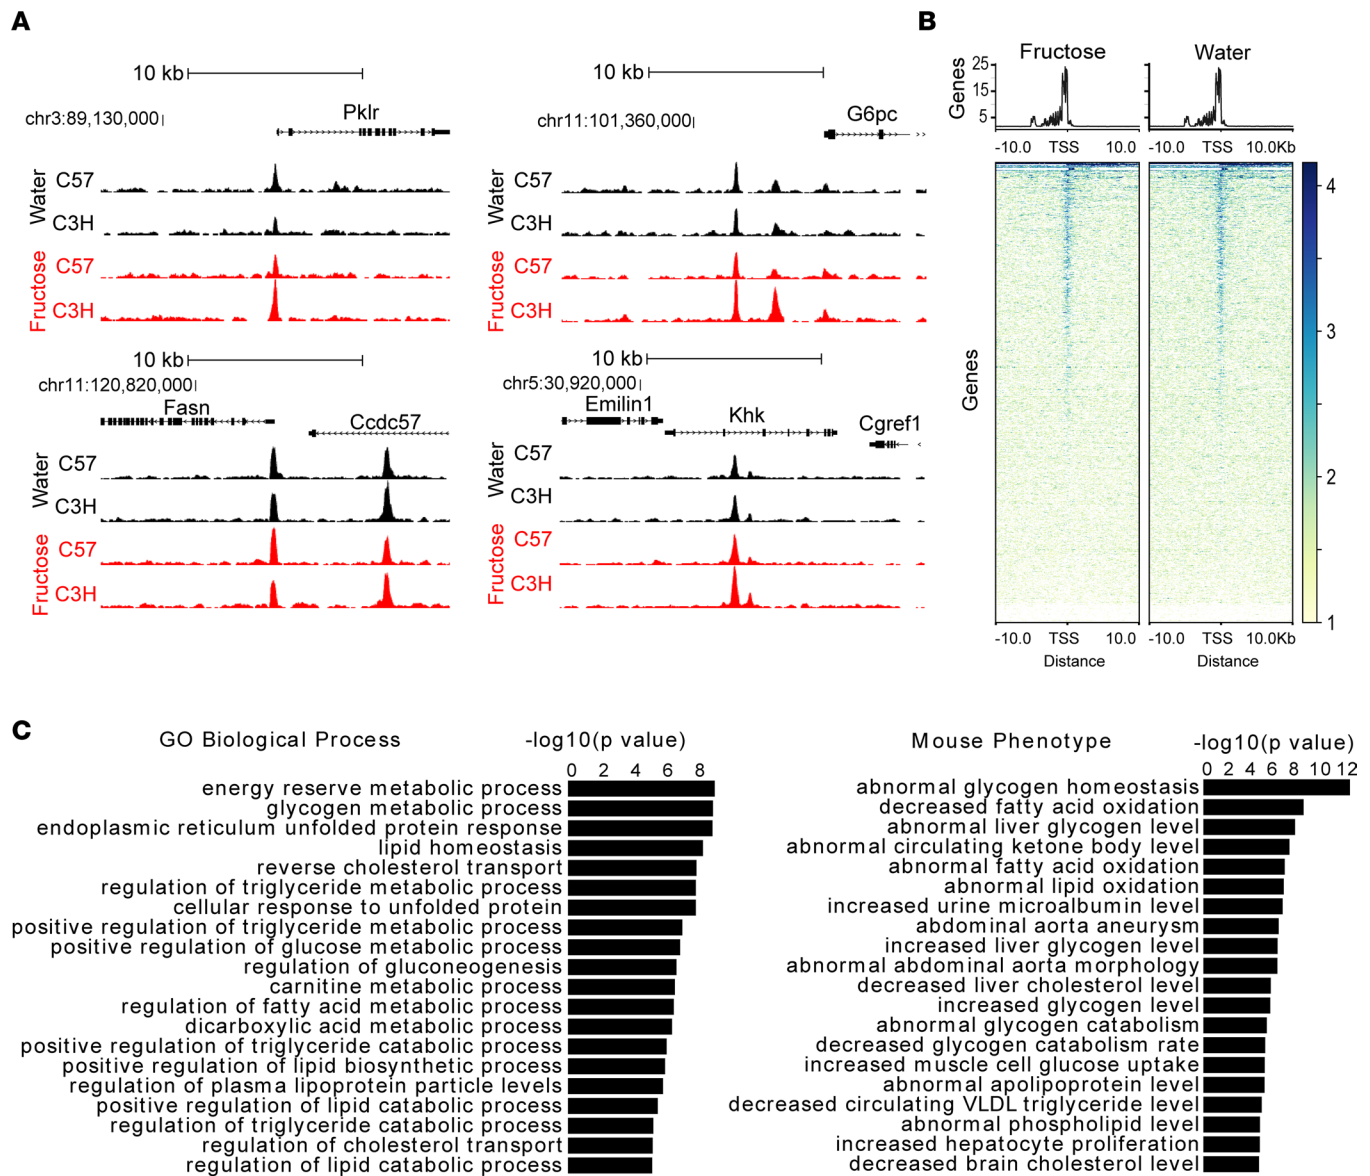 A
10 kb
chr3:89,130,000
Pklr
Water
C57
C3H
Fructose
C57
C3H
10 kb
chr11:101,360,000
G6pc
Water
C57
C3H
Fructose
C57
C3H
10 kb
chr11:120,820,000
Fasn
Ccdc57
Water
C57
C3H
Fructose
C57
C3H
10 kb
chr5:30,920,000
Emilin1
Khk
Cgref1
Water
C57
C3H
Fructose
C57
C3H
B
Fructose
Water
Genes
25
15
5
-10.0 TSS 10.0
-10.0 TSS 10.0Kb
Genes
4
3
2
1
-10.0 TSS 10.0
-10.0 TSS 10.0Kb
Distance
Distance
C
GO Biological Process
-log10(p value)
0 2 4 6 8
energy reserve metabolic process
glycogen metabolic process
endoplasmic reticulum unfolded protein response
lipid homeostasis
reverse cholesterol transport
regulation of triglyceride metabolic process
cellular response to unfolded protein
positive regulation of triglyceride metabolic process
positive regulation of glucose metabolic process
regulation of gluconeogenesis
carnitine metabolic process
regulation of fatty acid metabolic process
dicarboxylic acid metabolic process
positive regulation of triglyceride catabolic process
positive regulation of lipid biosynthetic process
regulation of plasma lipoprotein particle levels
positive regulation of lipid catabolic process
regulation of triglyceride catabolic process
regulation of cholesterol transport
regulation of lipid catabolic process
Mouse Phenotype
-log10(p value)
0 2 4 6 8 10 12
abnormal glycogen homeostasis
decreased fatty acid oxidation
abnormal liver glycogen level
abnormal circulating ketone body level
abnormal fatty acid oxidation
abnormal lipid oxidation
increased urine microalbumin level
abdominal aorta aneurysm
increased liver glycogen level
abnormal abdominal aorta morphology
decreased liver cholesterol level
increased glycogen level
abnormal glycogen catabolism
decreased glycogen catabolism rate
increased muscle cell glucose uptake
abnormal apolipoprotein level
decreased circulating VLDL triglyceride level
abnormal phospholipid level
increased hepatocyte proliferation
decreased brain cholesterol level